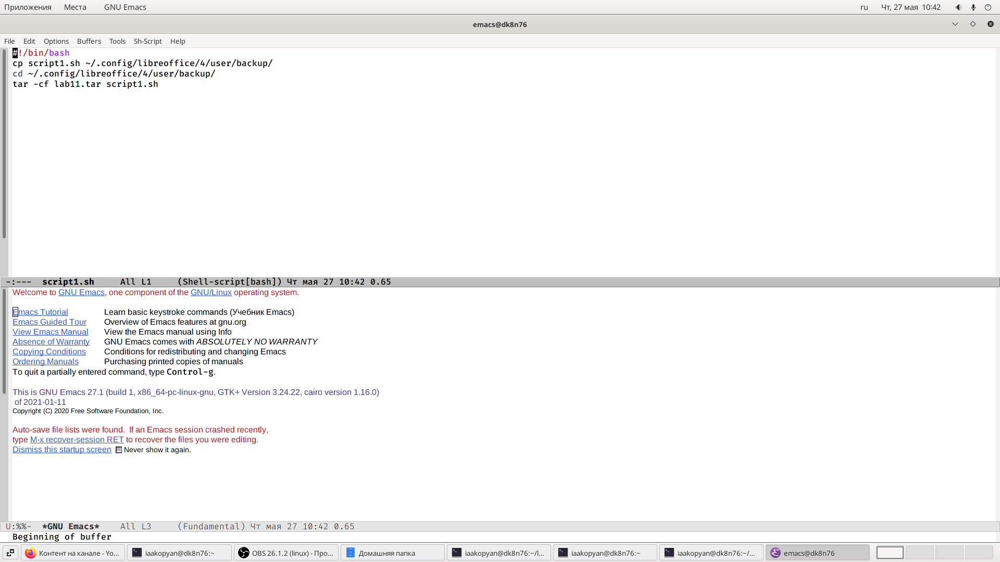 Приложения Места GNU Emacs ru Чт, 27 мая 10:42
emacs@dk8n76
File Edit Options Buffers Tools Sh-Script Help
#!/bin/bash
cp script1.sh ~/.config/libreoffice/4/user/backup/
cd ~/.config/libreoffice/4/user/backup/
tar -cf lab11.tar script1.sh
-:--- script1.sh All L1 (Shell-script[bash]) Чт мая 27 10:42 0.65
Welcome to GNU Emacs, one component of the GNU/Linux operating system.
Emacs Tutorial Learn basic keystroke commands (Учебник Emacs)
Emacs Guided Tour Overview of Emacs features at gnu.org
View Emacs Manual View the Emacs manual using Info
Absence of Warranty GNU Emacs comes with ABSOLUTELY NO WARRANTY
Copying Conditions Conditions for redistributing and changing Emacs
Ordering Manuals Purchasing printed copies of manuals
To quit a partially entered command, type Control-g.
This is GNU Emacs 27.1 (build 1, x86_64-pc-linux-gnu, GTK+ Version 3.24.22, cairo version 1.16.0)
of 2021-01-11
Copyright (C) 2020 Free Software Foundation, Inc.
Auto-save file lists were found. If an Emacs session crashed recently,
type M-x recover-session RET to recover the files you were editing.
Dismiss this startup screen Never show it again.
U:%%- *GNU Emacs* All L3 (Fundamental) Чт мая 27 10:42 0.65
Beginning of buffer
Контент на канале - Yo... iaakopyan@dk8n76:~ OBS 26.1.2 (linux) - Про... Домашняя папка iaakopyan@dk8n76:~/l... iaakopyan@dk8n76:~ iaakopyan@dk8n76:~/... emacs@dk8n76